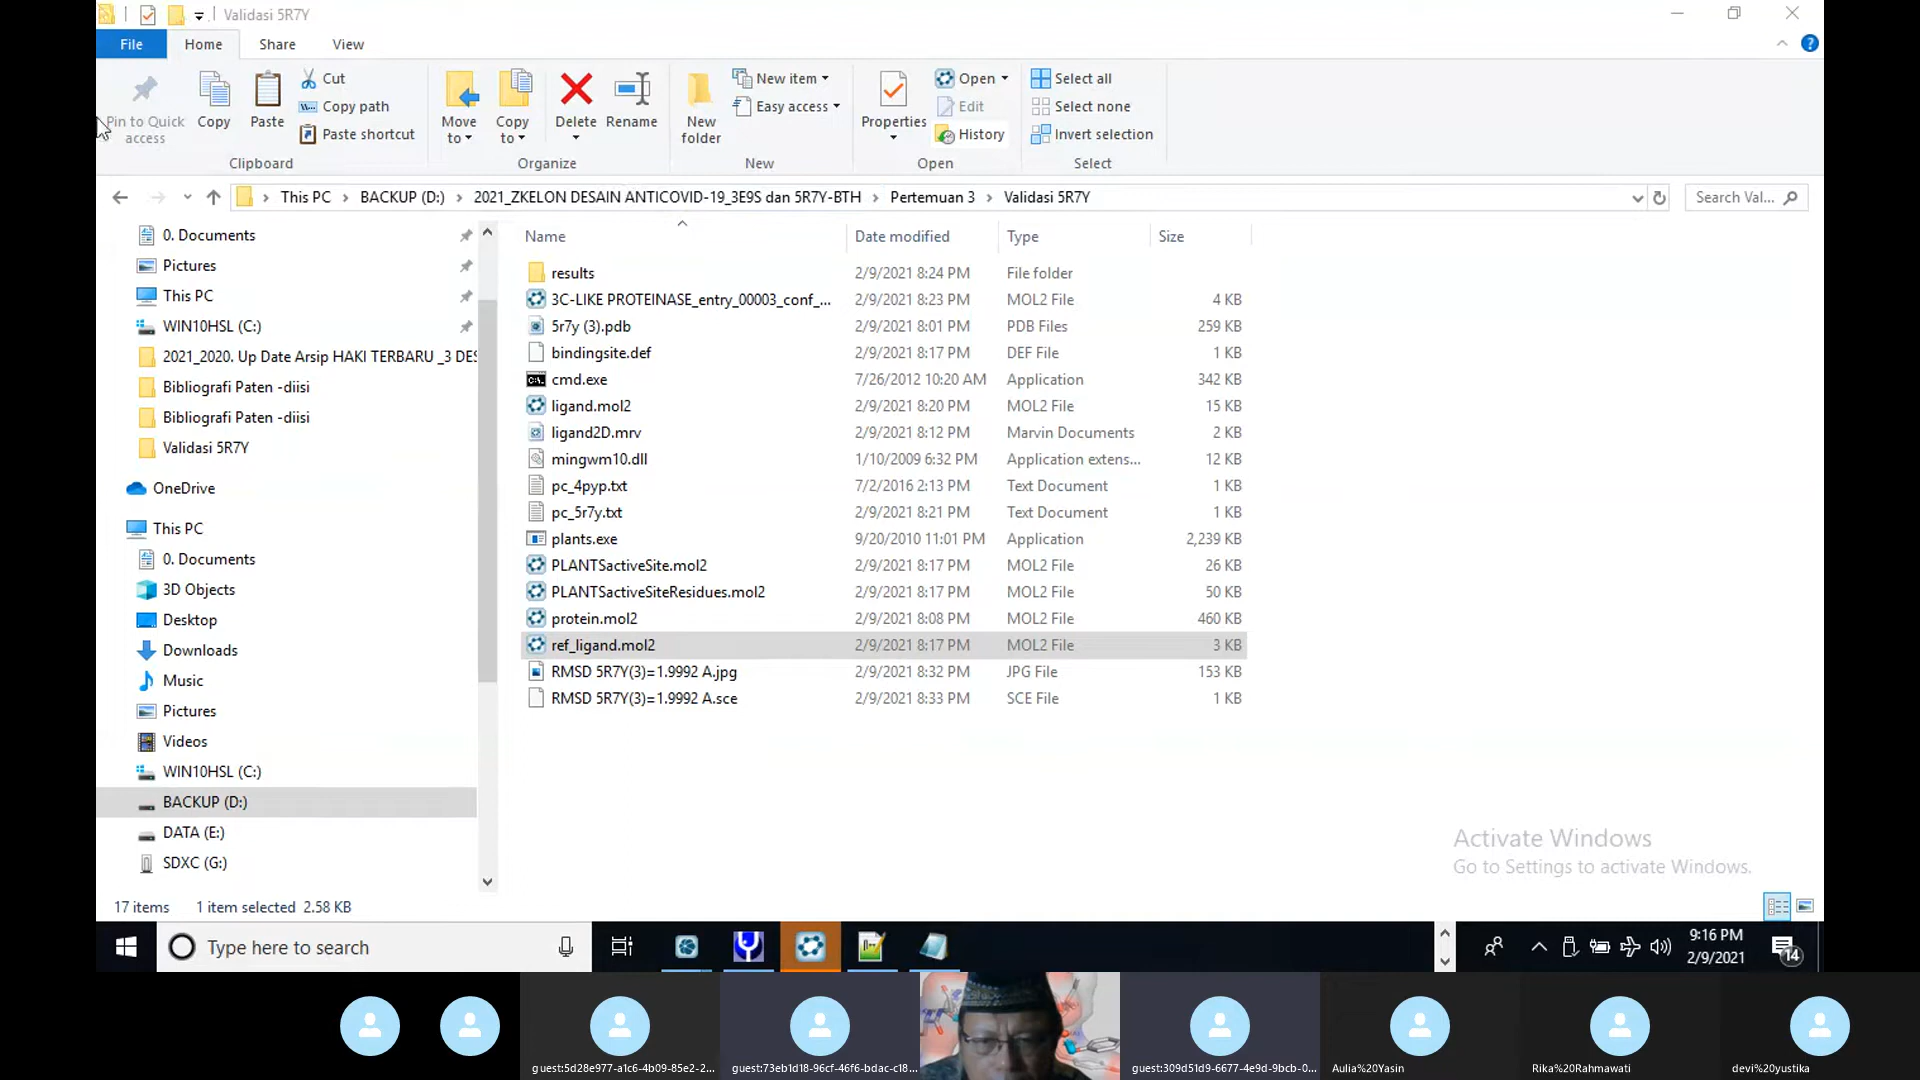 Validasi 5R7Y
File Home Share View
Pin to Quick access
Copy
Paste
Cut
Copy path
Paste shortcut
Clipboard
Move to
Copy to
Delete
Rename
Organize
New folder
New item
Easy access
New
Properties
Open
Edit
History
Open
Select all
Select none
Invert selection
Select
This PC > BACKUP (D:) > 2021_ZKELON DESAIN ANTICOVID-19_3E9S dan 5R7Y-BTH > Pertemuan 3 > Validasi 5R7Y
Search Val...
0. Documents
Pictures
This PC
WIN10HSL (C:)
2021_2020. Up Date Arsip HAKI TERBARU _3 DES
Bibliografi Paten -diisi
Bibliografi Paten -diisi
Validasi 5R7Y
OneDrive
This PC
0. Documents
3D Objects
Desktop
Downloads
Music
Pictures
Videos
WIN10HSL (C:)
BACKUP (D:)
DATA (E:)
SDXC (G:)
Name Date modified Type Size
results 2/9/2021 8:24 PM File folder
3C-LIKE PROTEINASE_entry_00003_conf_... 2/9/2021 8:23 PM MOL2 File 4 KB
5r7y (3).pdb 2/9/2021 8:01 PM PDB Files 259 KB
bindingsite.def 2/9/2021 8:17 PM DEF File 1 KB
cmd.exe 7/26/2012 10:20 AM Application 342 KB
ligand.mol2 2/9/2021 8:20 PM MOL2 File 15 KB
ligand2D.mrv 2/9/2021 8:12 PM Marvin Documents 2 KB
mingwm10.dll 1/10/2009 6:32 PM Application extens... 12 KB
pc_4pyp.txt 7/2/2016 2:13 PM Text Document 1 KB
pc_5r7y.txt 2/9/2021 8:21 PM Text Document 1 KB
plants.exe 9/20/2010 11:01 PM Application 2,239 KB
PLANTSactiveSite.mol2 2/9/2021 8:17 PM MOL2 File 26 KB
PLANTSactiveSiteResidues.mol2 2/9/2021 8:17 PM MOL2 File 50 KB
protein.mol2 2/9/2021 8:08 PM MOL2 File 460 KB
ref_ligand.mol2 2/9/2021 8:17 PM MOL2 File 3 KB
RMSD 5R7Y(3)=1.9992 A.jpg 2/9/2021 8:32 PM JPG File 153 KB
RMSD 5R7Y(3)=1.9992 A.sce 2/9/2021 8:33 PM SCE File 1 KB
Activate Windows
Go to Settings to activate Windows.
17 items 1 item selected 2.58 KB
Type here to search
9:16 PM
2/9/2021
14
guest:5d28e977-a1c6-4b09-85e2-2...
guest:73eb1d18-96cf-46f6-bdac-c18...
guest:309d51d9-6677-4e9d-9bcb-0...
Aulia%20Yasin
Rika%20Rahmawati
devi%20yustika